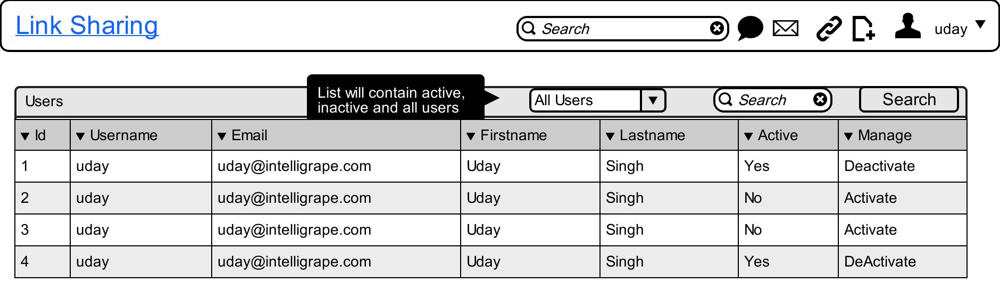 Link Sharing Search uday
List will contain active,
inactive and all users
Users All Users Search Search
Id Username Email Firstname Lastname Active Manage
1 uday uday@intelligrape.com Uday Singh Yes Deactivate
2 uday uday@intelligrape.com Uday Singh No Activate
3 uday uday@intelligrape.com Uday Singh No Activate
4 uday uday@intelligrape.com Uday Singh Yes DeActivate